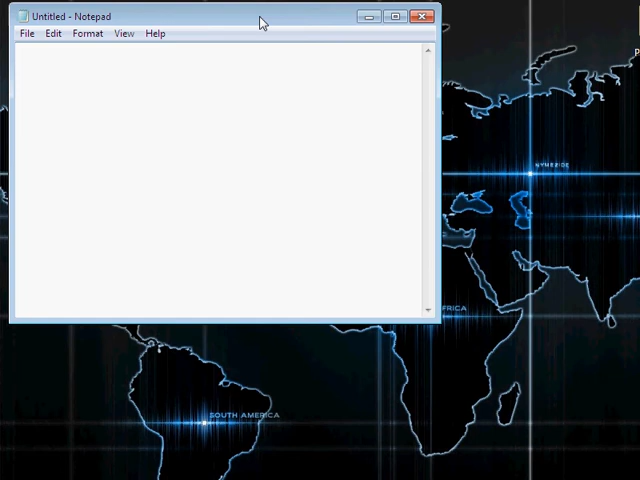 Untitled - Notepad
File Edit Format View Help
P
AFRICA
SOUTH AMERICA